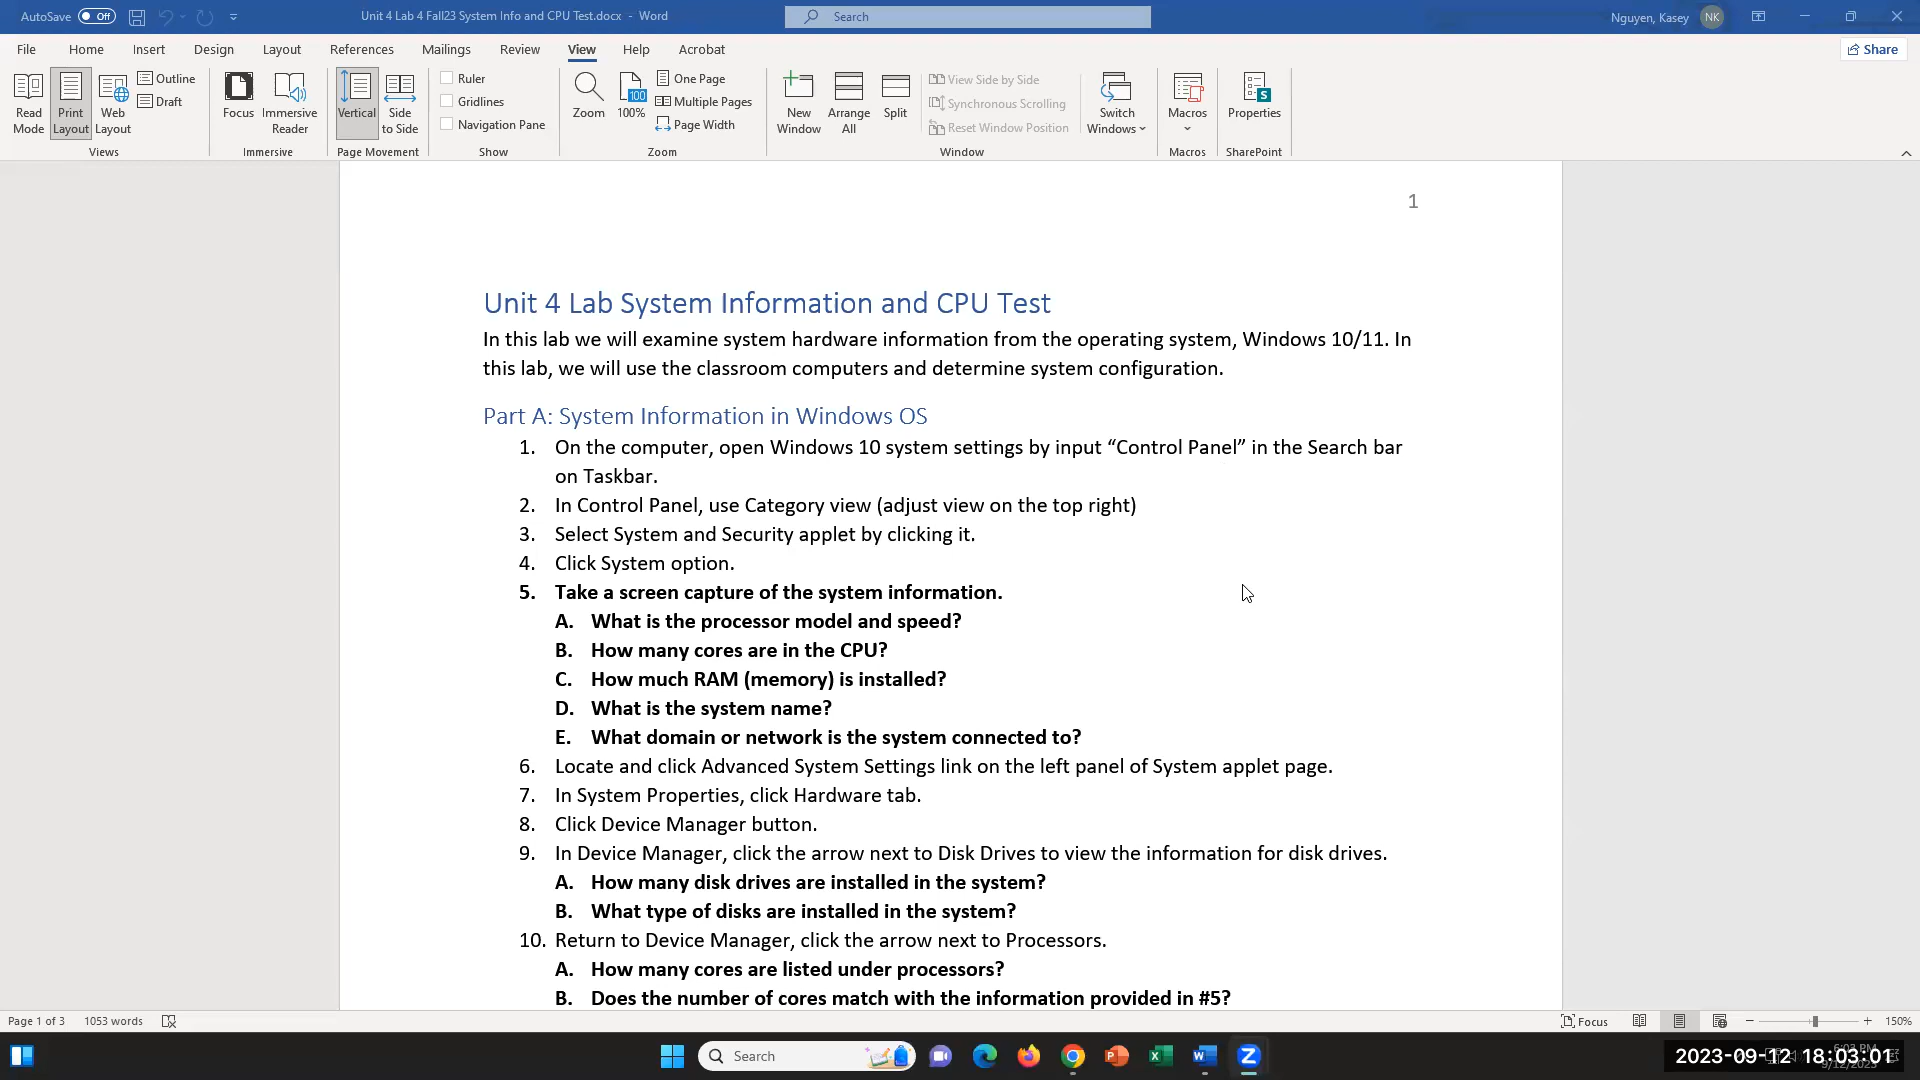 AutoSave Off Unit 4 Lab 4 Fall23 System Info and CPU Test.docx - Word Search Nguyen, Kasey NK
File Home Insert Design Layout References Mailings Review View Help Acrobat Share
Read Mode
Print Layout
Web Layout
Outline
Draft
Views
Focus
Immersive Reader
Immersive
Vertical
Side to Side
Page Movement
Ruler
Gridlines
Navigation Pane
Show
Zoom
100
100%
One Page
Multiple Pages
Page Width
Zoom
New Window
Arrange All
Split
View Side by Side
Synchronous Scrolling
Reset Window Position
Switch Windows
Window
Macros
Macros
Properties
SharePoint
1
Unit 4 Lab System Information and CPU Test
In this lab we will examine system hardware information from the operating system, Windows 10/11. In
this lab, we will use the classroom computers and determine system configuration.
Part A: System Information in Windows OS
1. On the computer, open Windows 10 system settings by input “Control Panel” in the Search bar
on Taskbar.
2. In Control Panel, use Category view (adjust view on the top right)
3. Select System and Security applet by clicking it.
4. Click System option.
5. Take a screen capture of the system information.
A. What is the processor model and speed?
B. How many cores are in the CPU?
C. How much RAM (memory) is installed?
D. What is the system name?
E. What domain or network is the system connected to?
6. Locate and click Advanced System Settings link on the left panel of System applet page.
7. In System Properties, click Hardware tab.
8. Click Device Manager button.
9. In Device Manager, click the arrow next to Disk Drives to view the information for disk drives.
A. How many disk drives are installed in the system?
B. What type of disks are installed in the system?
10. Return to Device Manager, click the arrow next to Processors.
A. How many cores are listed under processors?
B. Does the number of cores match with the information provided in #5?
Page 1 of 3 1053 words Focus 150%
Search
2023-09-12 18:03:01